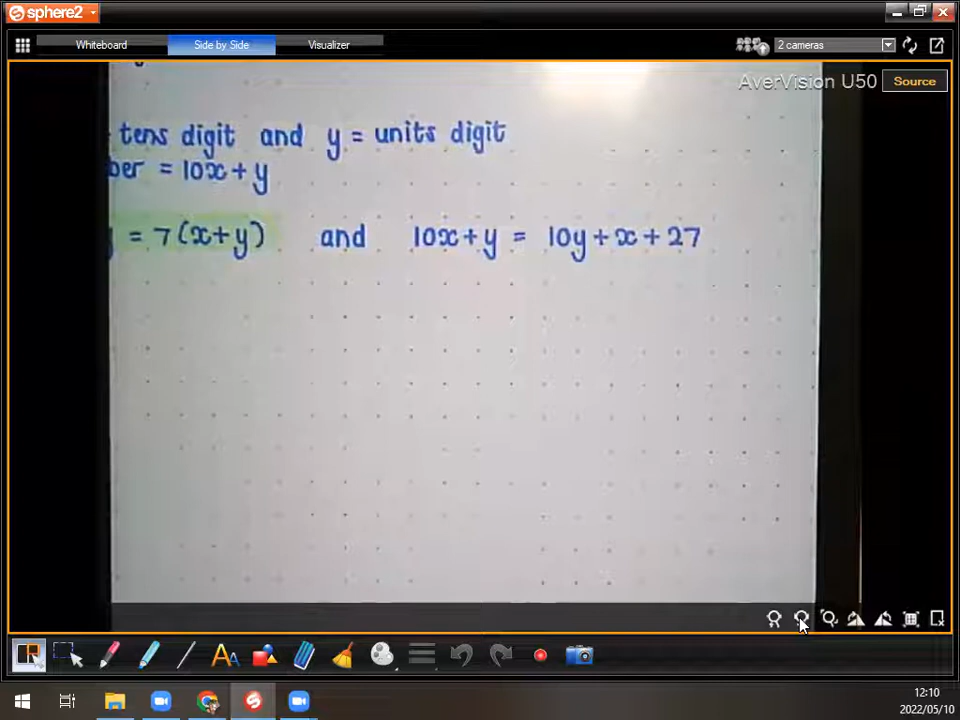 sphere2
Whiteboard Side by Side Visualizer 2 cameras
AverVision U50 Source
tens digit and y = units digit
ber = 10x + y
= 7(x+y) and 10x+y = 10y+x+27
12:10
2022/05/10